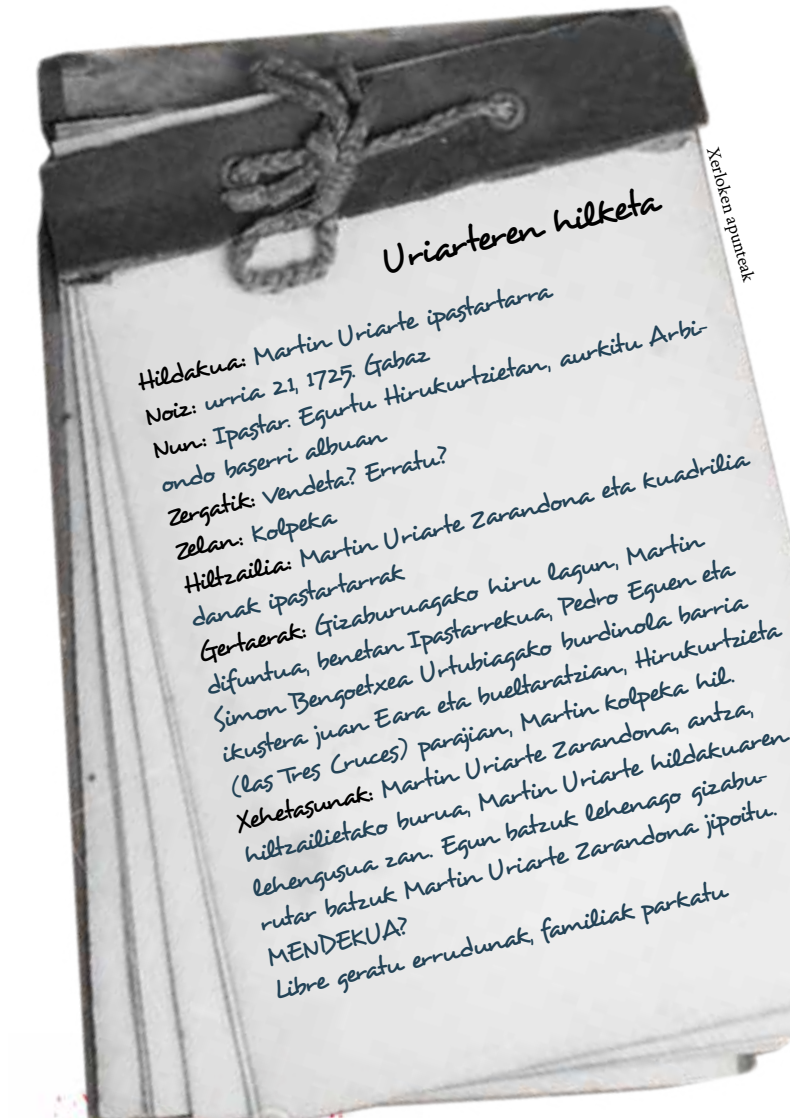 Xerloken apunteak
Uriarteren hilketa
Hildakua: Martin Uriarte ipastartarra
Noiz: urria 21, 1725. Gabaz
Nun: Ipastar. Egurtu Hirukurtzietan, aurkitu Arbi-
ondo baserri albuan
Zergatik: Vendeta? Erratu?
Zelan: Kolpeka
Hiltzailia: Martin Uriarte Zarandona eta kuadrilia
danak ipastartarrak
Gertaerak: Gizaburuagako hiru lagun, Martin
difuntua, benetan Ipastarrekua, Pedro Eguen eta
Simon Bengoetxea Urtubiagako burdinola barria
ikustera juan Eara eta bueltaratzian, Hirukurtzieta
(las Tres Cruces) parajian, Martin kolpeka hil.
Xehetasunak: Martin Uriarte Zarandona, antza,
hiltzailietako burua, Martin Uriarte hildakuaren
lehengusua zan. Egun batzuk lehenago gizabu-
rutar batzuk Martin Uriarte Zarandona jipoitu.
MENDEKUA?
Libre geratu errudunak, familiak parkatu